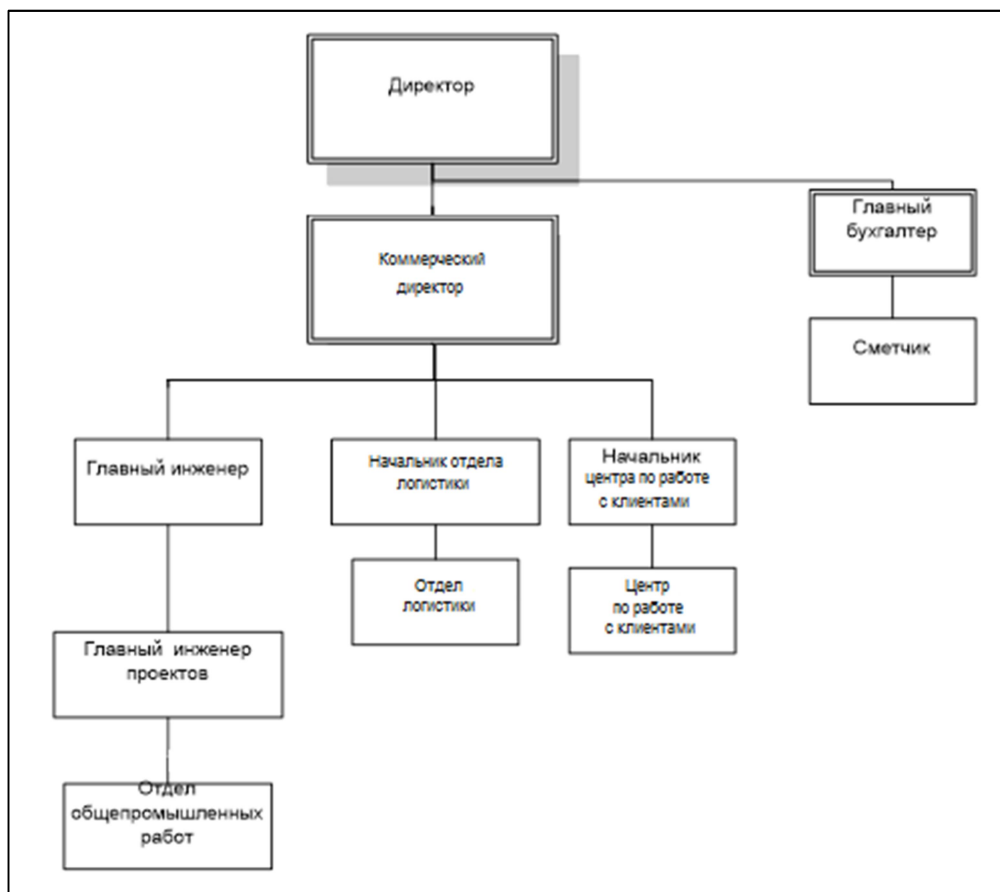 Директор
Главный
бухгалтер
Коммерческий
директор
Сметчик
Главный инженер
Начальник отдела
логистики
Начальник
центра по работе
с клиентами
Отдел
логистики
Центр
по работе
с клиентами
Главный инженер
проектов
Отдел
общепромышленных
работ